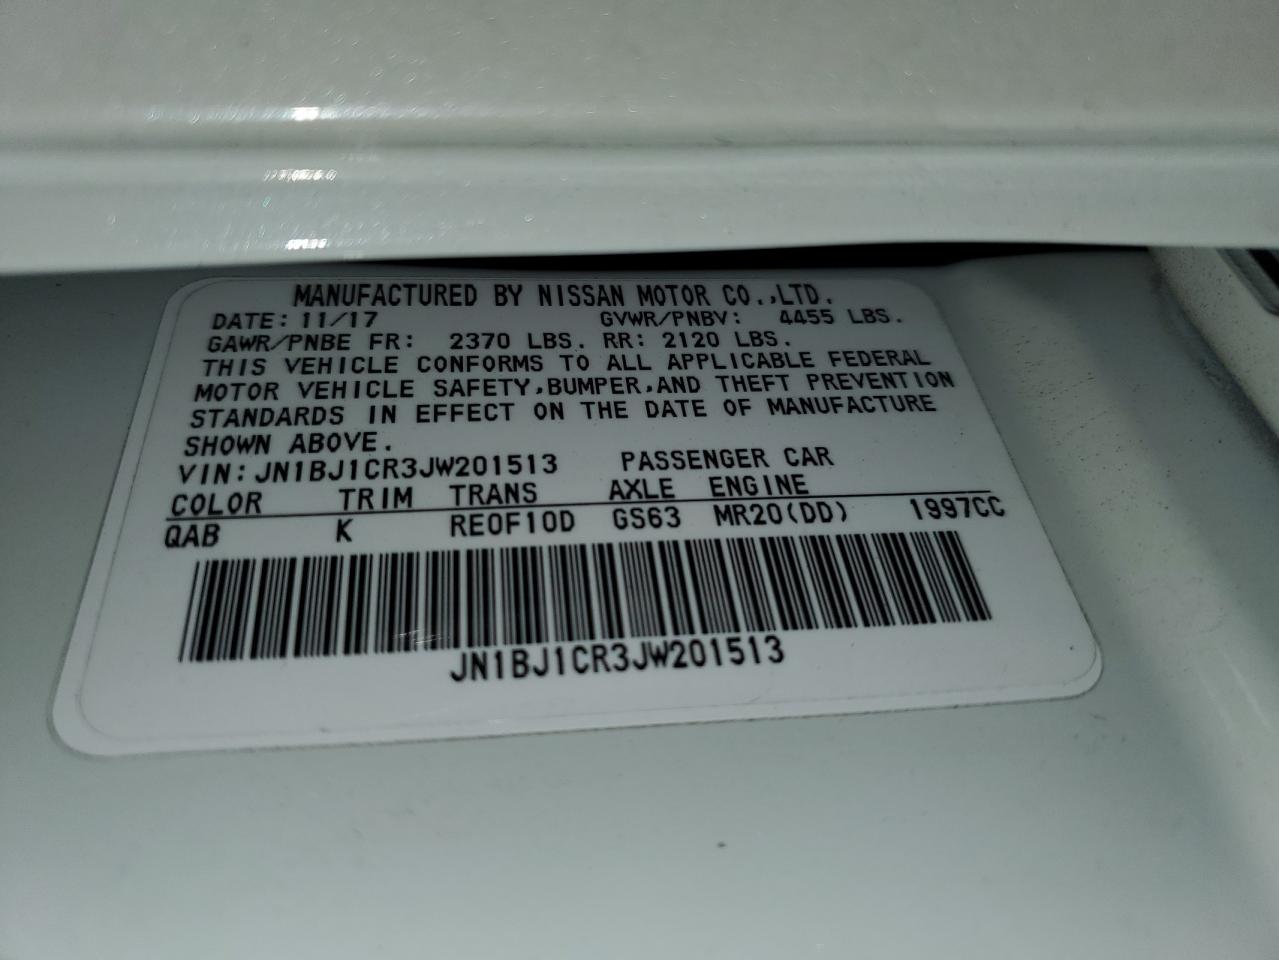 MANUFACTURED BY NISSAN MOTOR CO.,LTD.
DATE: 11/17 GVWR/PNBV: 4455 LBS.
GAWR/PNBE FR: 2370 LBS. RR: 2120 LBS.
THIS VEHICLE CONFORMS TO ALL APPLICABLE FEDERAL
MOTOR VEHICLE SAFETY,BUMPER,AND THEFT PREVENTION
STANDARDS IN EFFECT ON THE DATE OF MANUFACTURE
SHOWN ABOVE.
VIN: JN1BJ1CR3JW201513 PASSENGER CAR
COLOR TRIM TRANS AXLE ENGINE
QAB K RE0F10D GS63 MR20(DD) 1997CC
JN1BJ1CR3JW201513